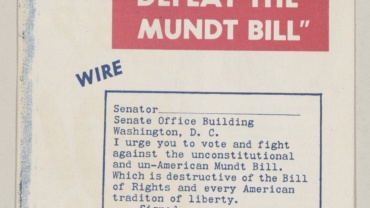 DEFEAT THE
MUNDT BILL"
WIRE
Senator
Senate Office Building
Washington, D. C.
I urge you to vote and fight
against the unconstitutional
and un-American Mundt Bill.
Which is destructive of the Bill
of Rights and every American
traditon of liberty.